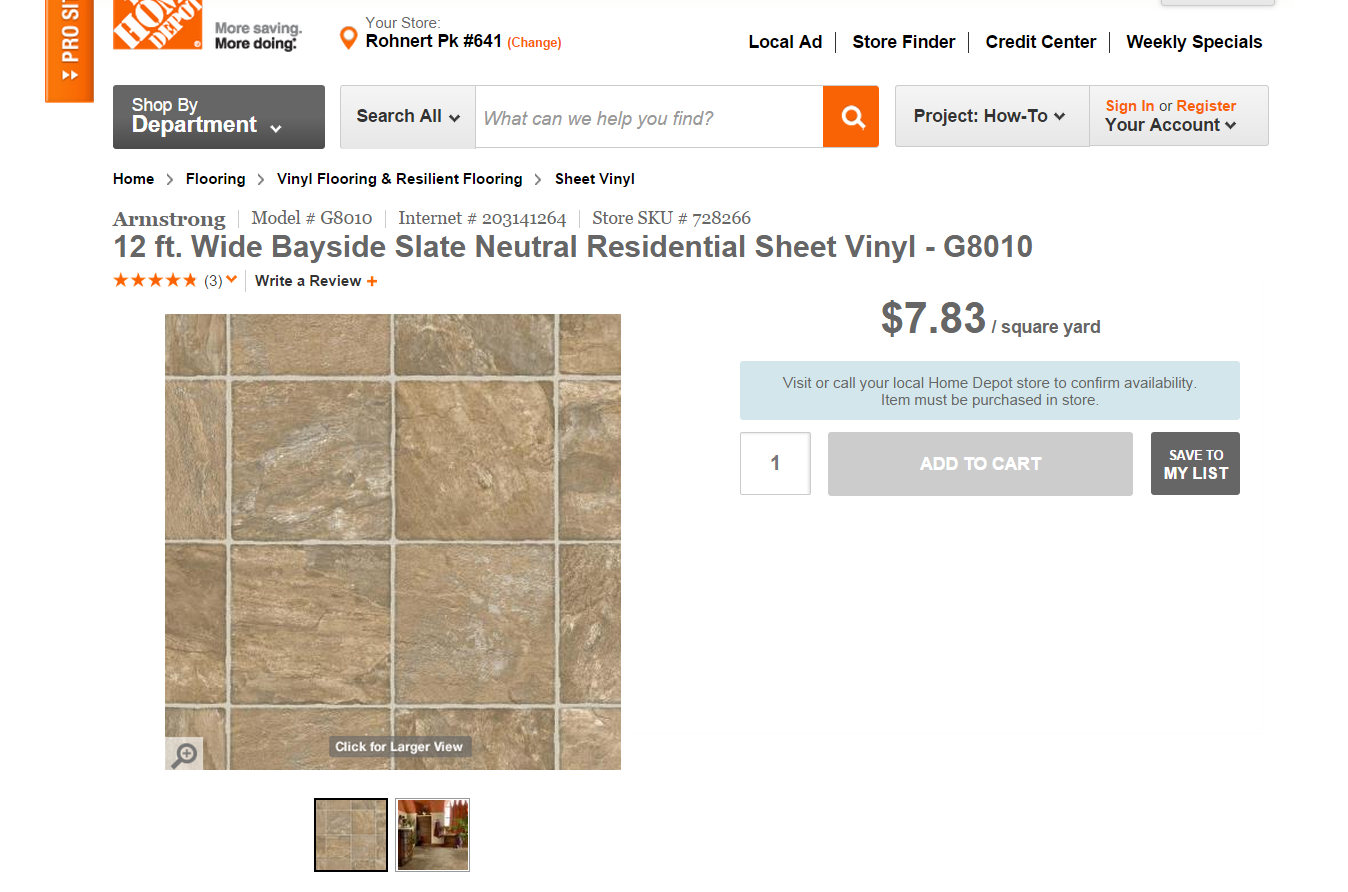 PRO SI
HOM
DEPOT
More saving.
More doing.
Your Store:
Rohnert Pk #641 (Change)
Local Ad
Store Finder
Credit Center
Weekly Specials
Shop By
Department
Search All
What can we help you find?
Project: How-To
Sign In or Register
Your Account
Home > Flooring > Vinyl Flooring & Resilient Flooring > Sheet Vinyl
Armstrong | Model # G8010 | Internet # 203141264 | Store SKU # 728266
12 ft. Wide Bayside Slate Neutral Residential Sheet Vinyl - G8010
(3) | Write a Review +
$7.83 / square yard
Visit or call your local Home Depot store to confirm availability.
Item must be purchased in store.
1
ADD TO CART
SAVE TO
MY LIST
Click for Larger View